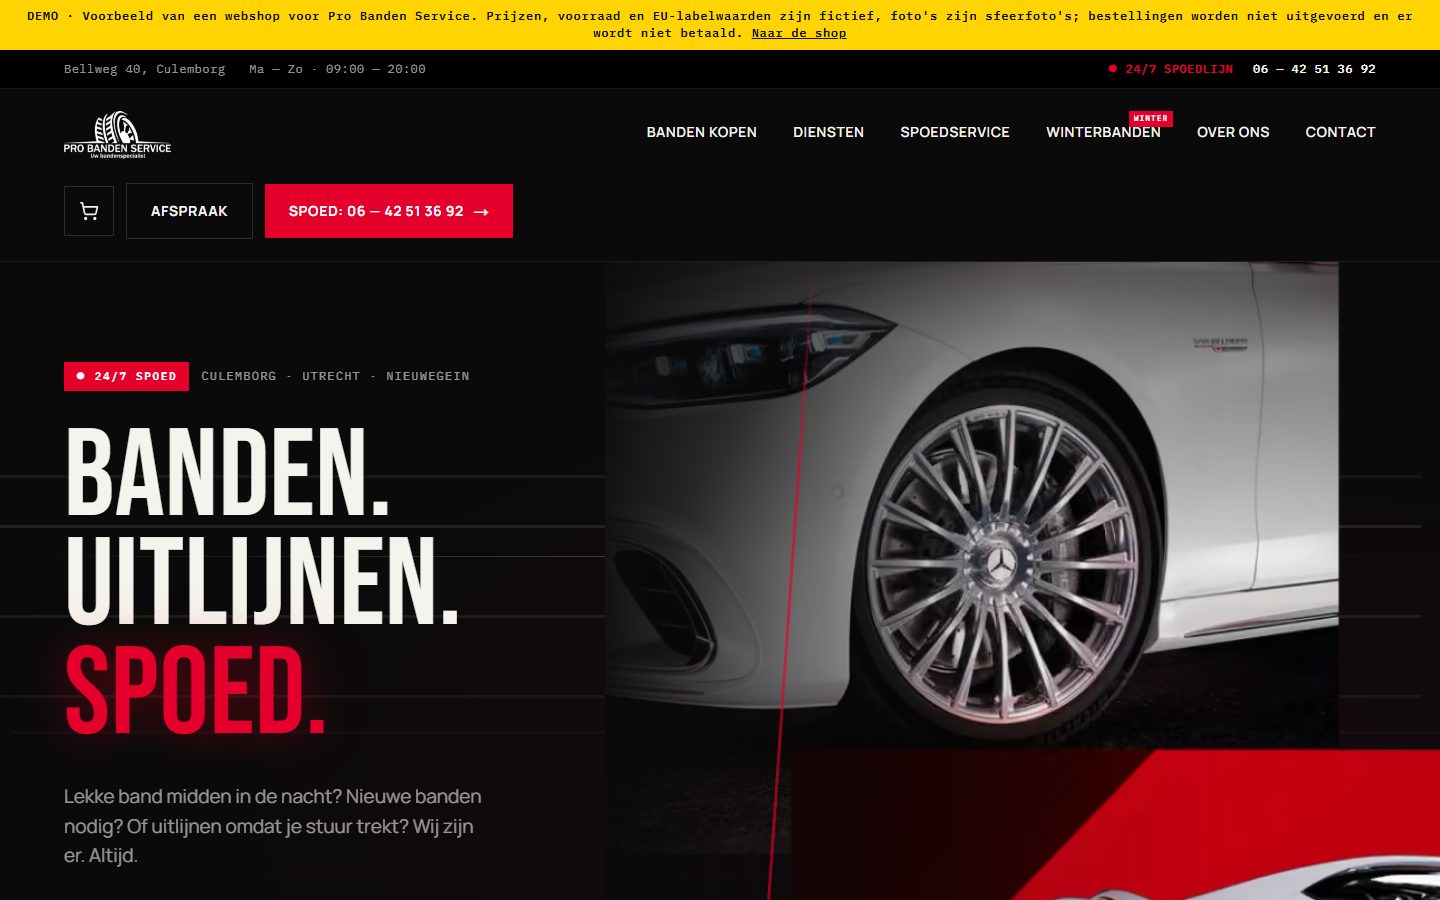 DEMO · Voorbeeld van een webshop voor Pro Banden Service. Prijzen, voorraad en EU-labelwaarden zijn fictief, foto's zijn sfeerfoto's; bestellingen worden niet uitgevoerd en er
wordt niet betaald. Naar de shop
Bellweg 40, Culemborg Ma — Zo · 09:00 — 20:00
24/7 SPOEDLIJN 06 — 42 51 36 92
PRO BANDEN SERVICE
Uw bandenspecialist
WINTER
BANDEN KOPEN DIENSTEN SPOEDSERVICE WINTERBANDEN OVER ONS CONTACT
AFSPRAAK
SPOED: 06 — 42 51 36 92 →
24/7 SPOED
CULEMBORG · UTRECHT · NIEUWEGEIN
BANDEN.
UITLIJNEN.
SPOED.
Lekke band midden in de nacht? Nieuwe banden
nodig? Of uitlijnen omdat je stuur trekt? Wij zijn
er. Altijd.